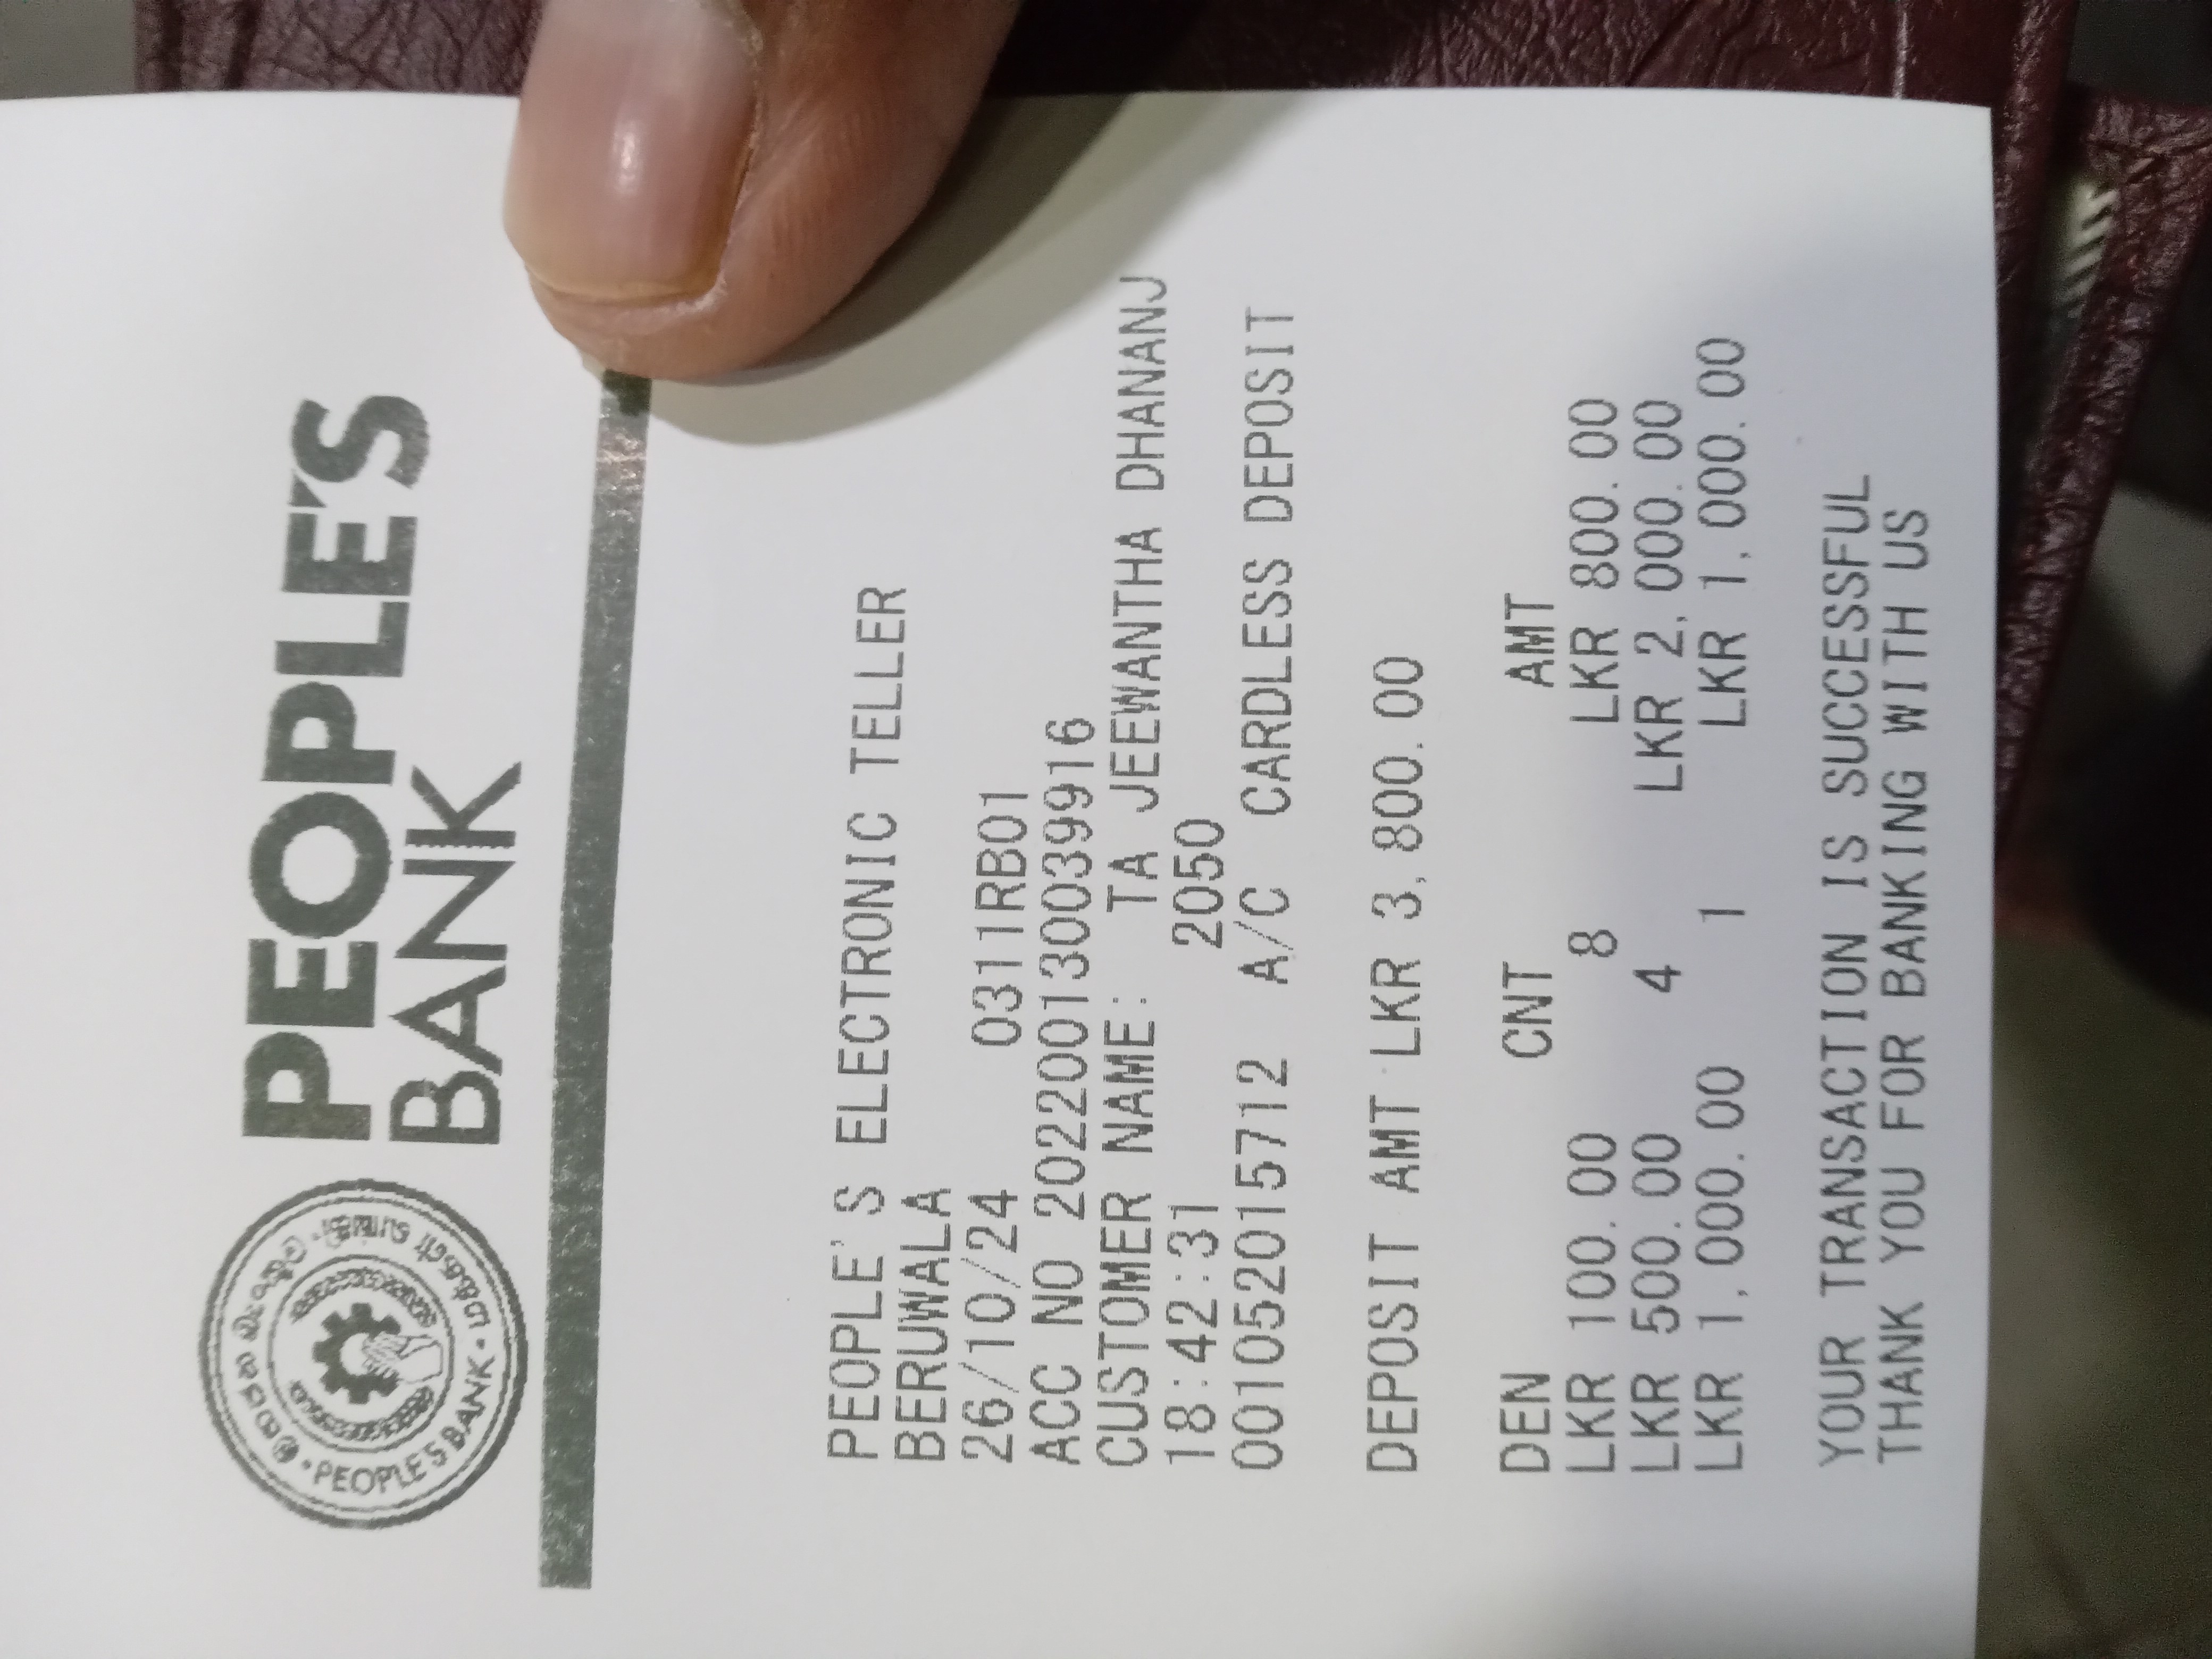 PEOPLE'S
BANK
PEOPLE'S BANK
PEOPLE'S ELECTRONIC TELLER
BERUWALA
26/10/24 0311RB01
ACC NO 202200130039916
CUSTOMER NAME: TA JEEWANTHA DHANANJ
18:42:31 2050
001052015712 A/C CARDLESS DEPOSIT
DEPOSIT AMT LKR 3,800.00
DEN CNT AMT
LKR 100.00 8 LKR 800.00
LKR 500.00 4 LKR 2,000.00
LKR 1,000.00 1 LKR 1,000.00
YOUR TRANSACTION IS SUCCESSFUL
THANK YOU FOR BANKING WITH US